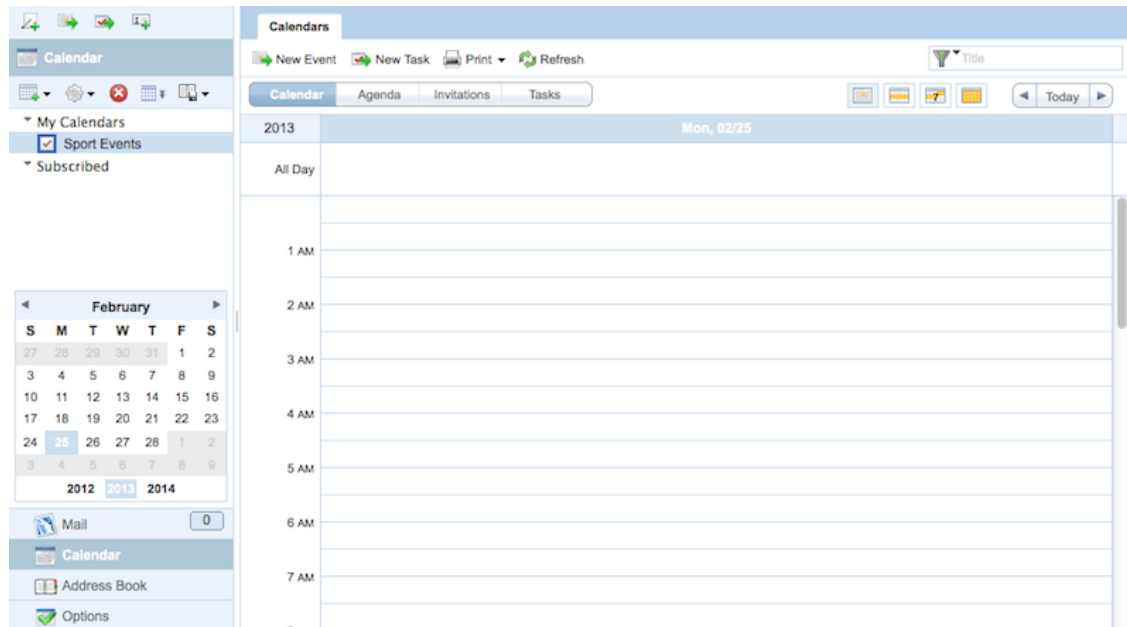 Calendar
My Calendars
Sport Events
Subscribed
February
S M T W T F S
27 28 29 30 31 1 2
3 4 5 6 7 8 9
10 11 12 13 14 15 16
17 18 19 20 21 22 23
24 25 26 27 28 1 2
3 4 5 6 7 8 9
2012 2013 2014
Mail 0
Calendar
Address Book
Options
Calendars
New Event New Task Print Refresh Title
Calendar Agenda Invitations Tasks 7 Today
2013 Mon, 02/25
All Day
1 AM
2 AM
3 AM
4 AM
5 AM
6 AM
7 AM